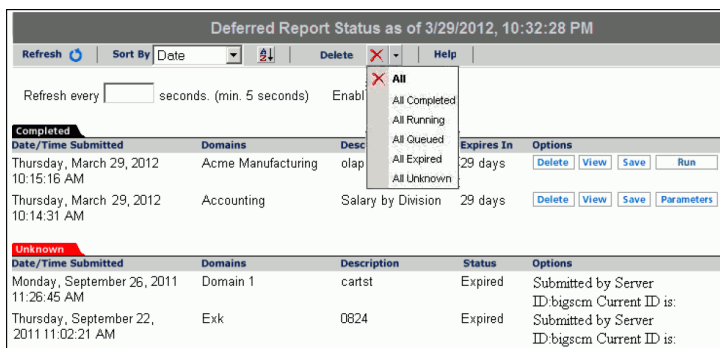 Deferred Report Status as of 3/29/2012, 10:32:28 PM
Refresh Sort By Date Delete Help
All
Refresh every seconds. (min. 5 seconds) Enabl
All Completed
All Running
All Queued
All Expired
All Unknown
Completed
Date/Time Submitted Domains Desc Expires In Options
Thursday, March 29, 2012 Acme Manufacturing olap 29 days Delete View Save Run
10:15:16 AM
Thursday, March 29, 2012 Accounting Salary by Division 29 days Delete View Save Parameters
10:14:31 AM
Unknown
Date/Time Submitted Domains Description Status Options
Monday, September 26, 2011 Domain 1 cartst Expired Submitted by Server
11:26:45 AM ID:bigscm Current ID is:
Thursday, September 22, Exk 0824 Expired Submitted by Server
2011 11:02:21 AM ID:bigscm Current ID is: